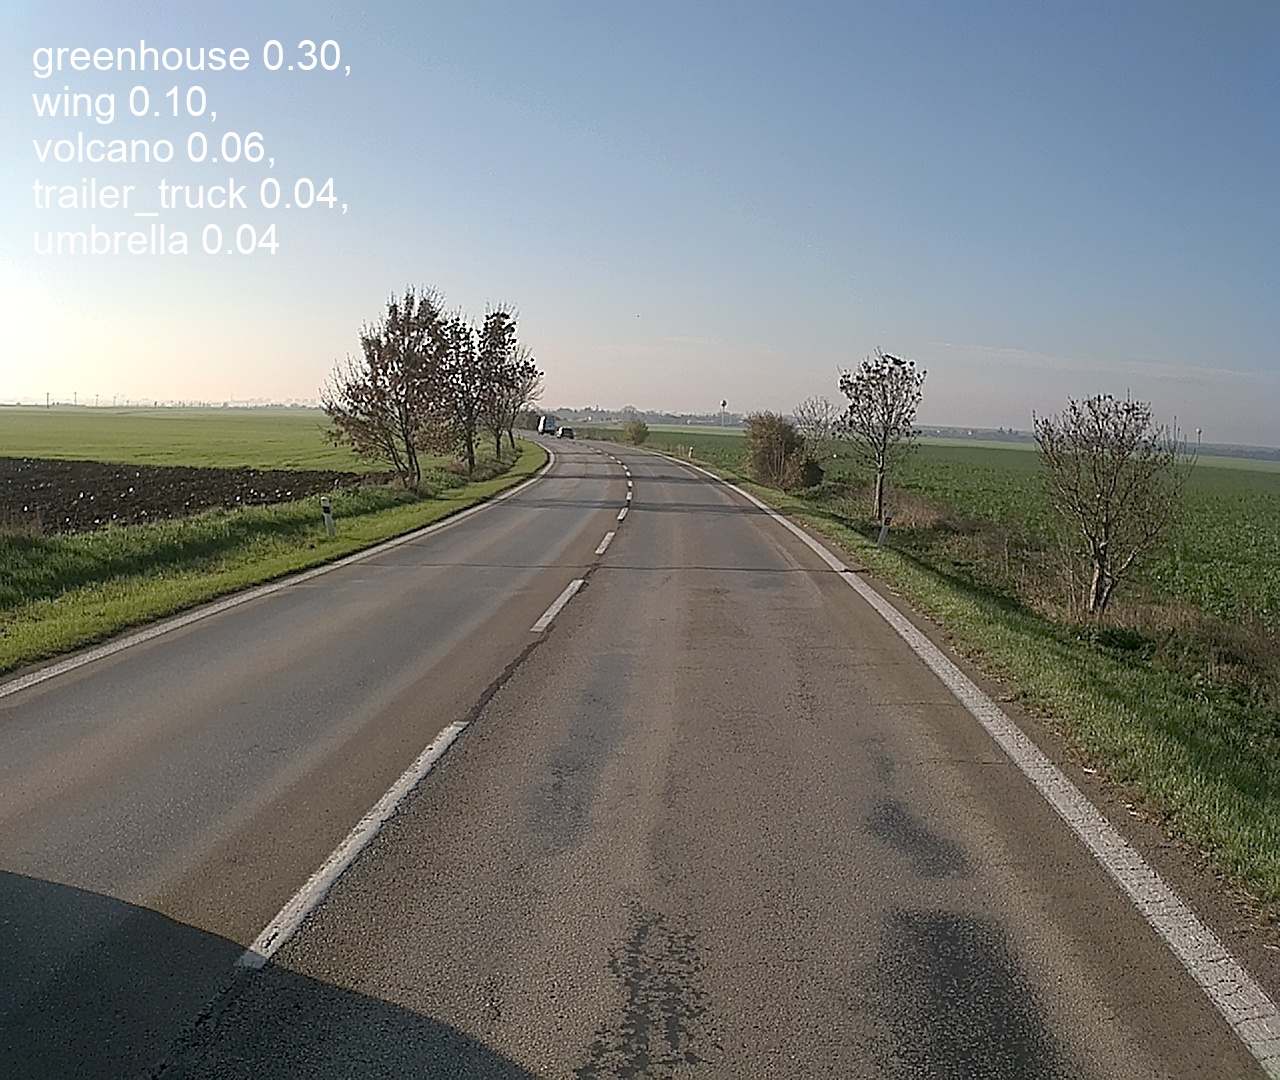 greenhouse 0.30,
wing 0.10,
volcano 0.06,
trailer_truck 0.04,
umbrella 0.04